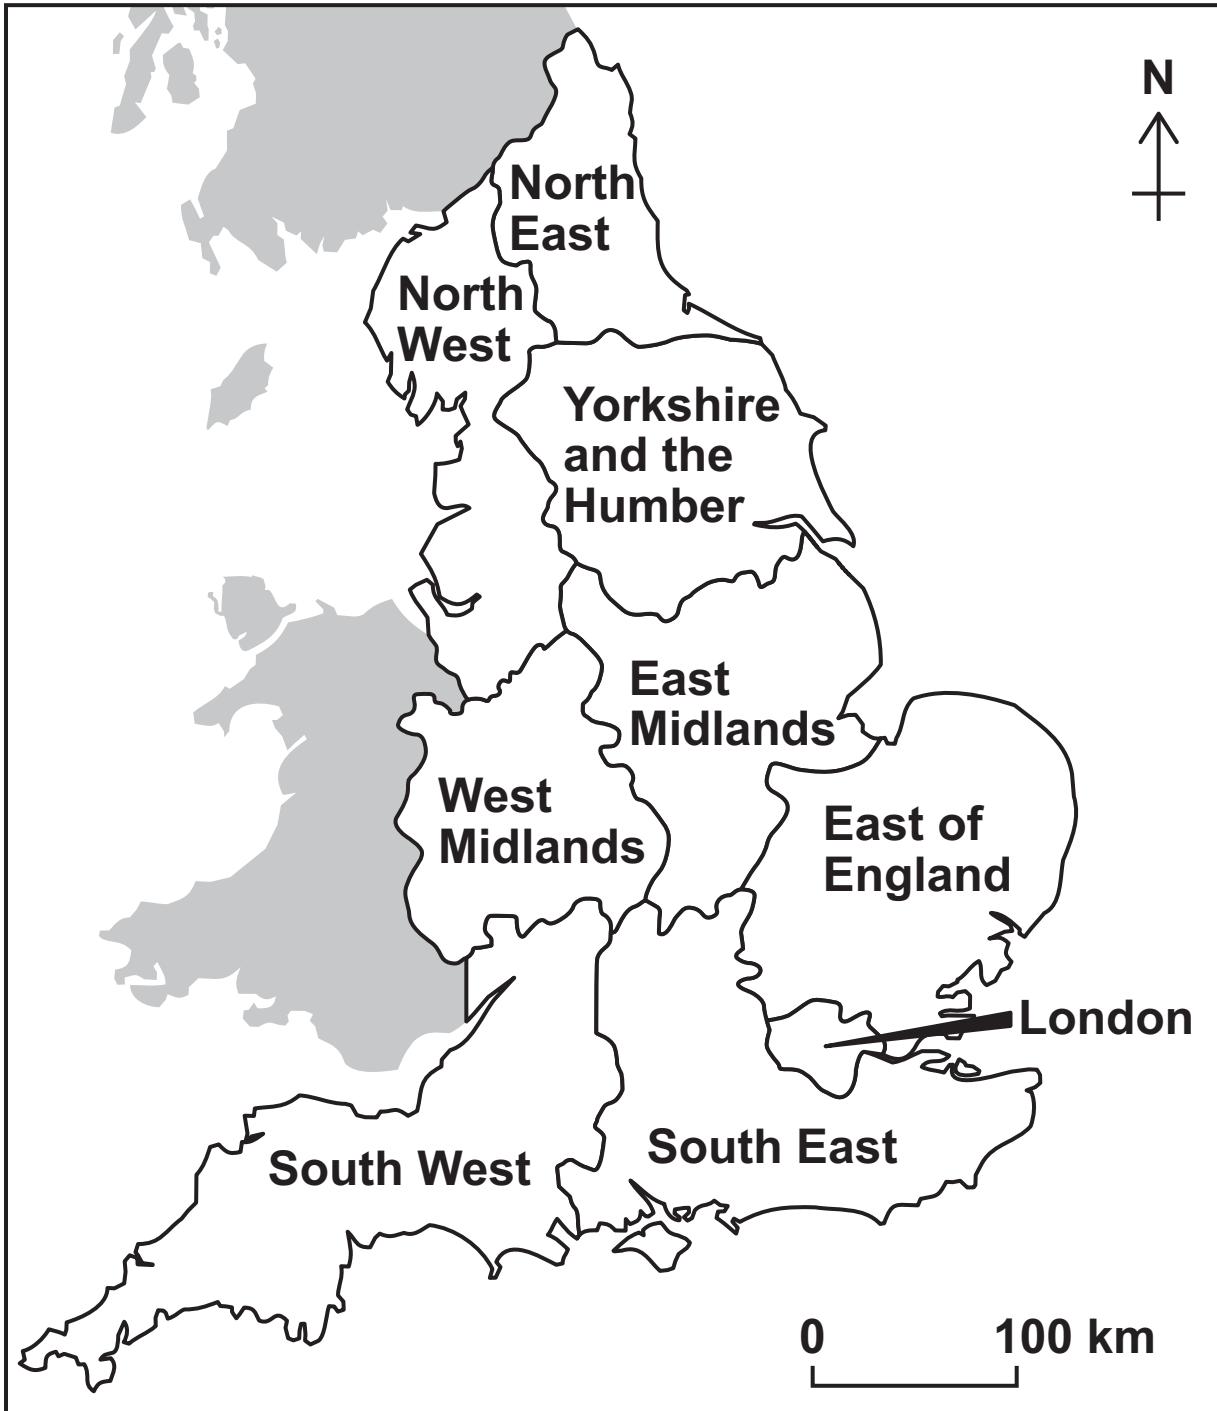 N
North
East
North
West
Yorkshire
and the
Humber
East
Midlands
West
Midlands
East of
England
London
South East
South West
0
100 km